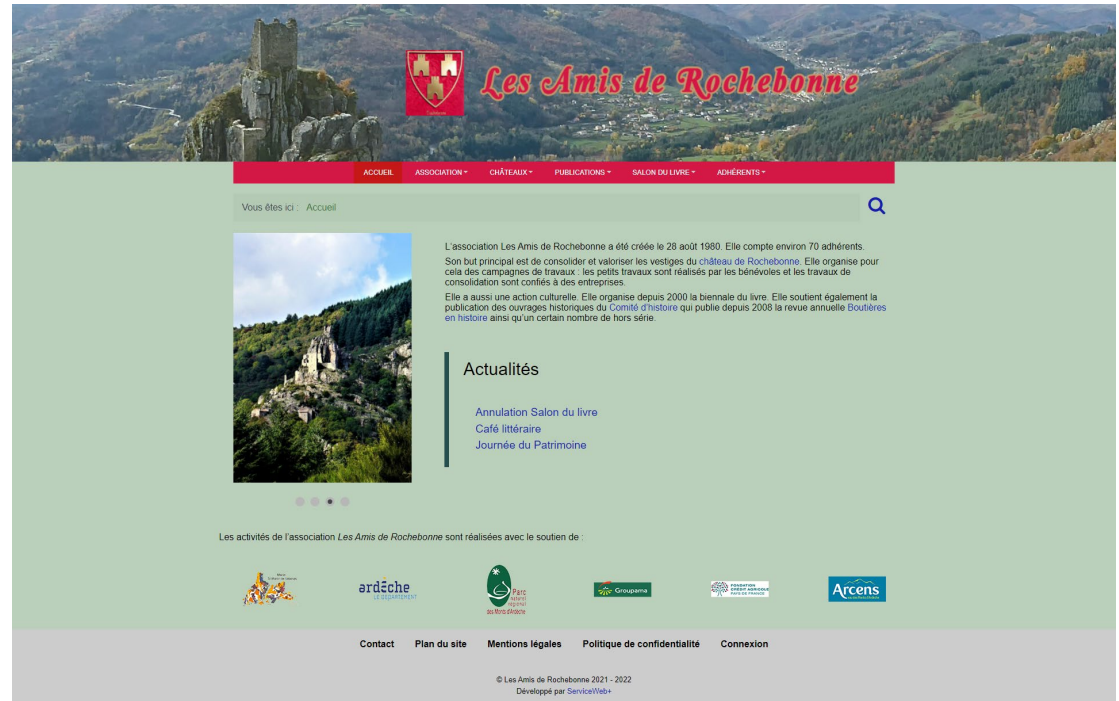 Les Amis de Rochebonne
ACCUEIL
ASSOCIATION
CHÂTEAUX
PUBLICATIONS
SALON DU LIVRE
ADHÉRENTS
Vous êtes ici : Accueil
L'association Les Amis de Rochebonne a été créée le 28 août 1980. Elle compte environ 70 adhérents.
Son but principal est de consolider et valoriser les vestiges du château de Rochebonne. Elle organise pour
cela des campagnes de travaux : les petits travaux sont réalisés par les bénévoles et les travaux de
consolidation sont confiés à des entreprises.
Elle a aussi une action culturelle. Elle organise depuis 2000 la biennale du livre. Elle soutient également la
publication des ouvrages historiques du Comité d'histoire qui publie depuis 2008 la revue annuelle Boutières
en histoire ainsi qu'un certain nombre de hors série.
Actualités
Annulation Salon du livre
Café littéraire
Journée du Patrimoine
Les activités de l'association Les Amis de Rochebonne sont réalisées avec le soutien de :
ardèche
LE DÉPARTEMENT
Parc
naturel
régional
des Monts d'Ardèche
Groupama
FONDATION
CRÉDIT AGRICOLE
PAYS DE FRANCE
Arcens
Contact
Plan du site
Mentions légales
Politique de confidentialité
Connexion
© Les Amis de Rochebonne 2021 - 2022
Développé par ServiceWeb+